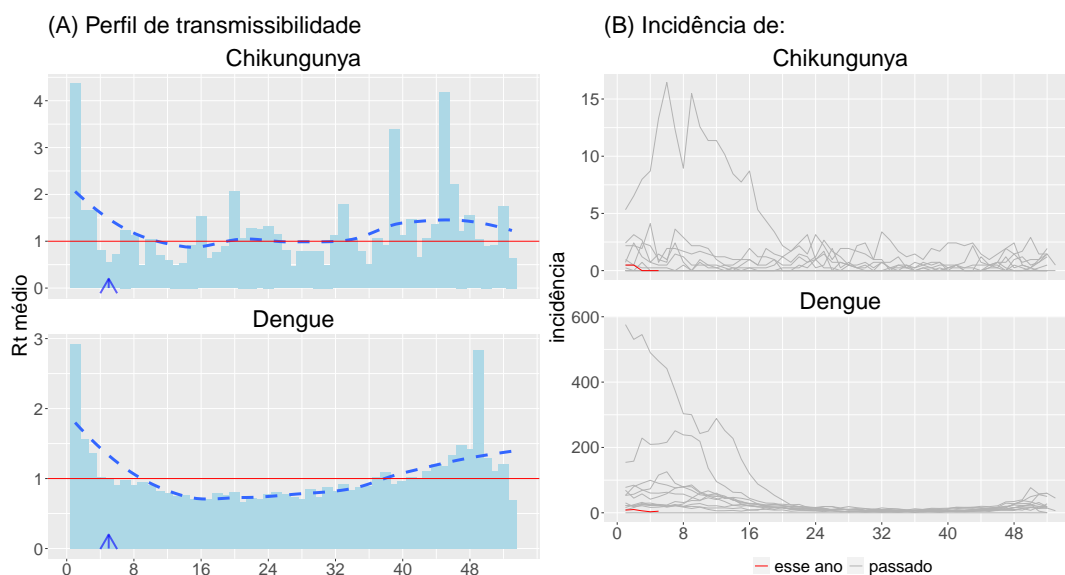 (A) Perfil de transmissibilidade
Chikungunya
4
3
2
1
0
Dengue
3
2
1
0
0 8 16 24 32 40 48
Rt médio
(B) Incidência de:
Chikungunya
15
10
5
0
Dengue
600
400
200
0
0 8 16 24 32 40 48
incidência
esse ano passado